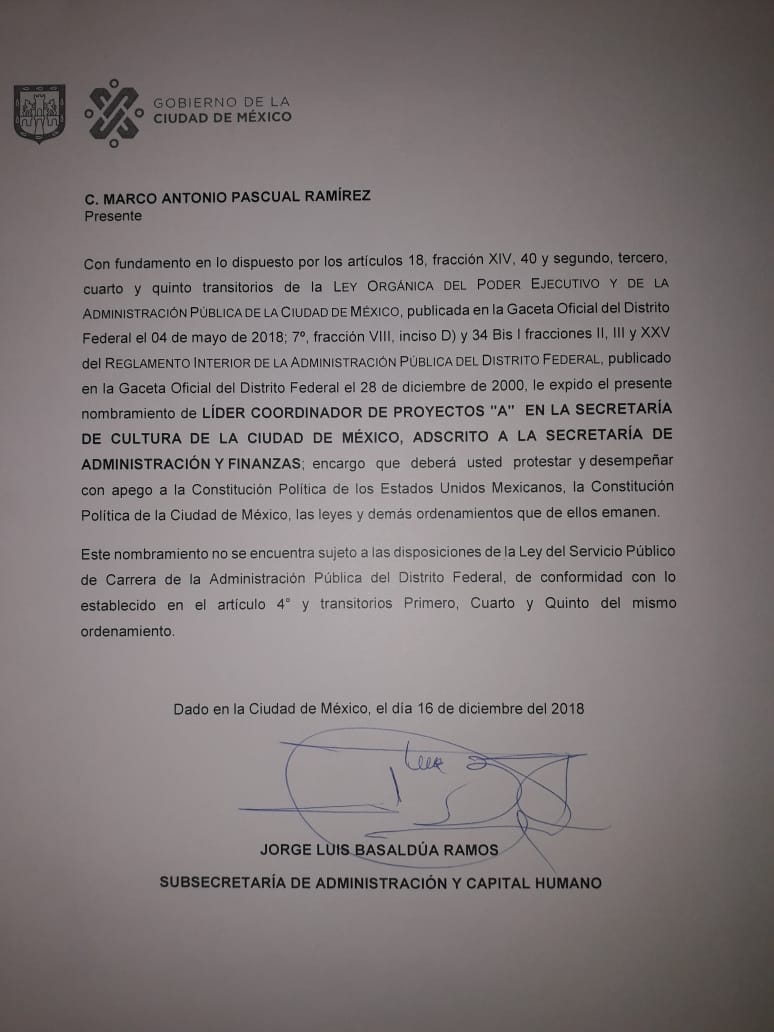 GOBIERNO DE LA
CIUDAD DE MÉXICO
C. MARCO ANTONIO PASCUAL RAMÍREZ
Presente
Con fundamento en lo dispuesto por los artículos 18, fracción XIV, 40 y segundo, tercero,
cuarto y quinto transitorios de la LEY ORGÁNICA DEL PODER EJECUTIVO Y DE LA
ADMINISTRACIÓN PÚBLICA DE LA CIUDAD DE MÉXICO, publicada en la Gaceta Oficial del Distrito
Federal el 04 de mayo de 2018; 7º, fracción VIII, inciso D) y 34 Bis I fracciones II, III y XXV
del REGLAMENTO INTERIOR DE LA ADMINISTRACIÓN PÚBLICA DEL DISTRITO FEDERAL, publicado
en la Gaceta Oficial del Distrito Federal el 28 de diciembre de 2000, le expido el presente
nombramiento de LÍDER COORDINADOR DE PROYECTOS "A" EN LA SECRETARÍA
DE CULTURA DE LA CIUDAD DE MÉXICO, ADSCRITO A LA SECRETARÍA DE
ADMINISTRACIÓN Y FINANZAS; encargo que deberá usted protestar y desempeñar
con apego a la Constitución Política de los Estados Unidos Mexicanos, la Constitución
Política de la Ciudad de México, las leyes y demás ordenamientos que de ellos emanen.
Este nombramiento no se encuentra sujeto a las disposiciones de la Ley del Servicio Público
de Carrera de la Administración Pública del Distrito Federal, de conformidad con lo
establecido en el artículo 4° y transitorios Primero, Cuarto y Quinto del mismo
ordenamiento.
Dado en la Ciudad de México, el día 16 de diciembre del 2018
JORGE LUIS BASALDÚA RAMOS
SUBSECRETARÍA DE ADMINISTRACIÓN Y CAPITAL HUMANO